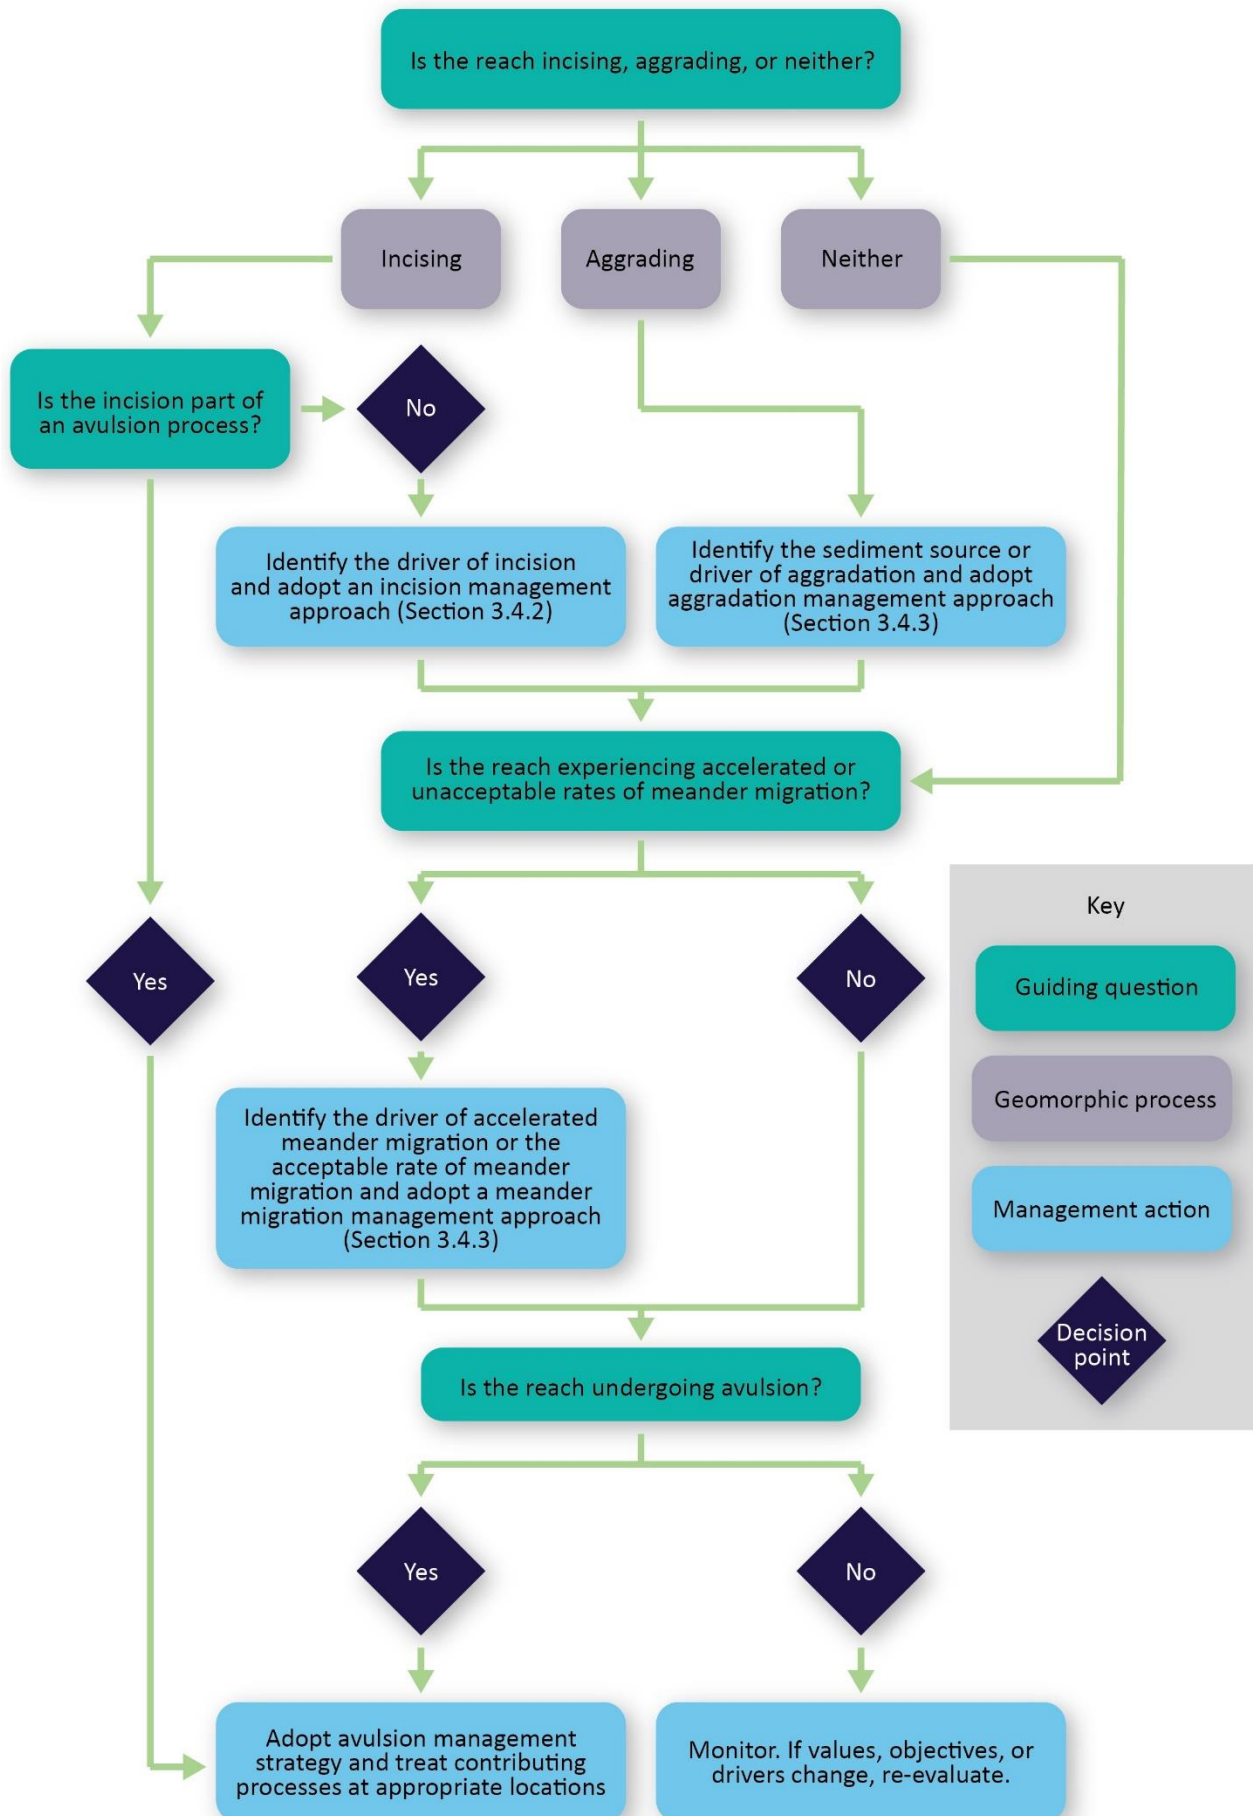 Is the reach incising, aggrading, or neither?
Incising
Aggrading
Neither
Is the incision part of
an avulsion process?
No
Identify the driver of incision
and adopt an incision management
approach (Section 3.4.2)
Identify the sediment source or
driver of aggradation and adopt
aggradation management approach
(Section 3.4.3)
Is the reach experiencing accelerated or
unacceptable rates of meander migration?
Yes
Yes
No
Identify the driver of accelerated
meander migration or the
acceptable rate of meander
migration and adopt a meander
migration management approach
(Section 3.4.3)
Is the reach undergoing avulsion?
Yes
No
Adopt avulsion management
strategy and treat contributing
processes at appropriate locations
Monitor. If values, objectives, or
drivers change, re-evaluate.
Key
Guiding question
Geomorphic process
Management action
Decision
point